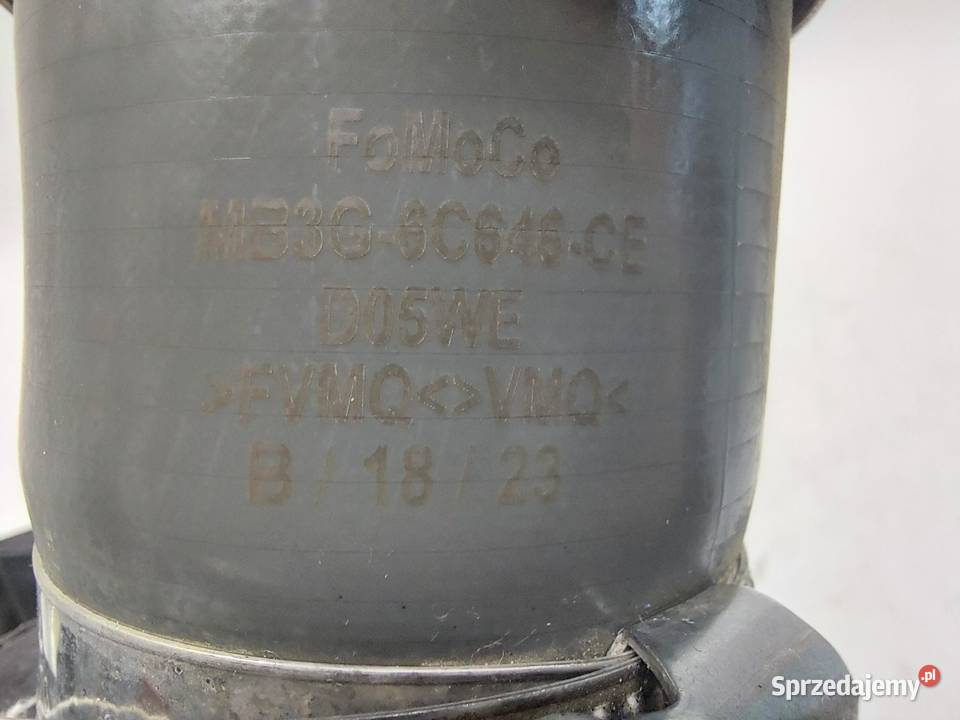 FoMoCo
MB3G-6C646-CE
D05WE
>FVMQ<>VMQ<
B / 18 / 23
Sprzedajemy.pl